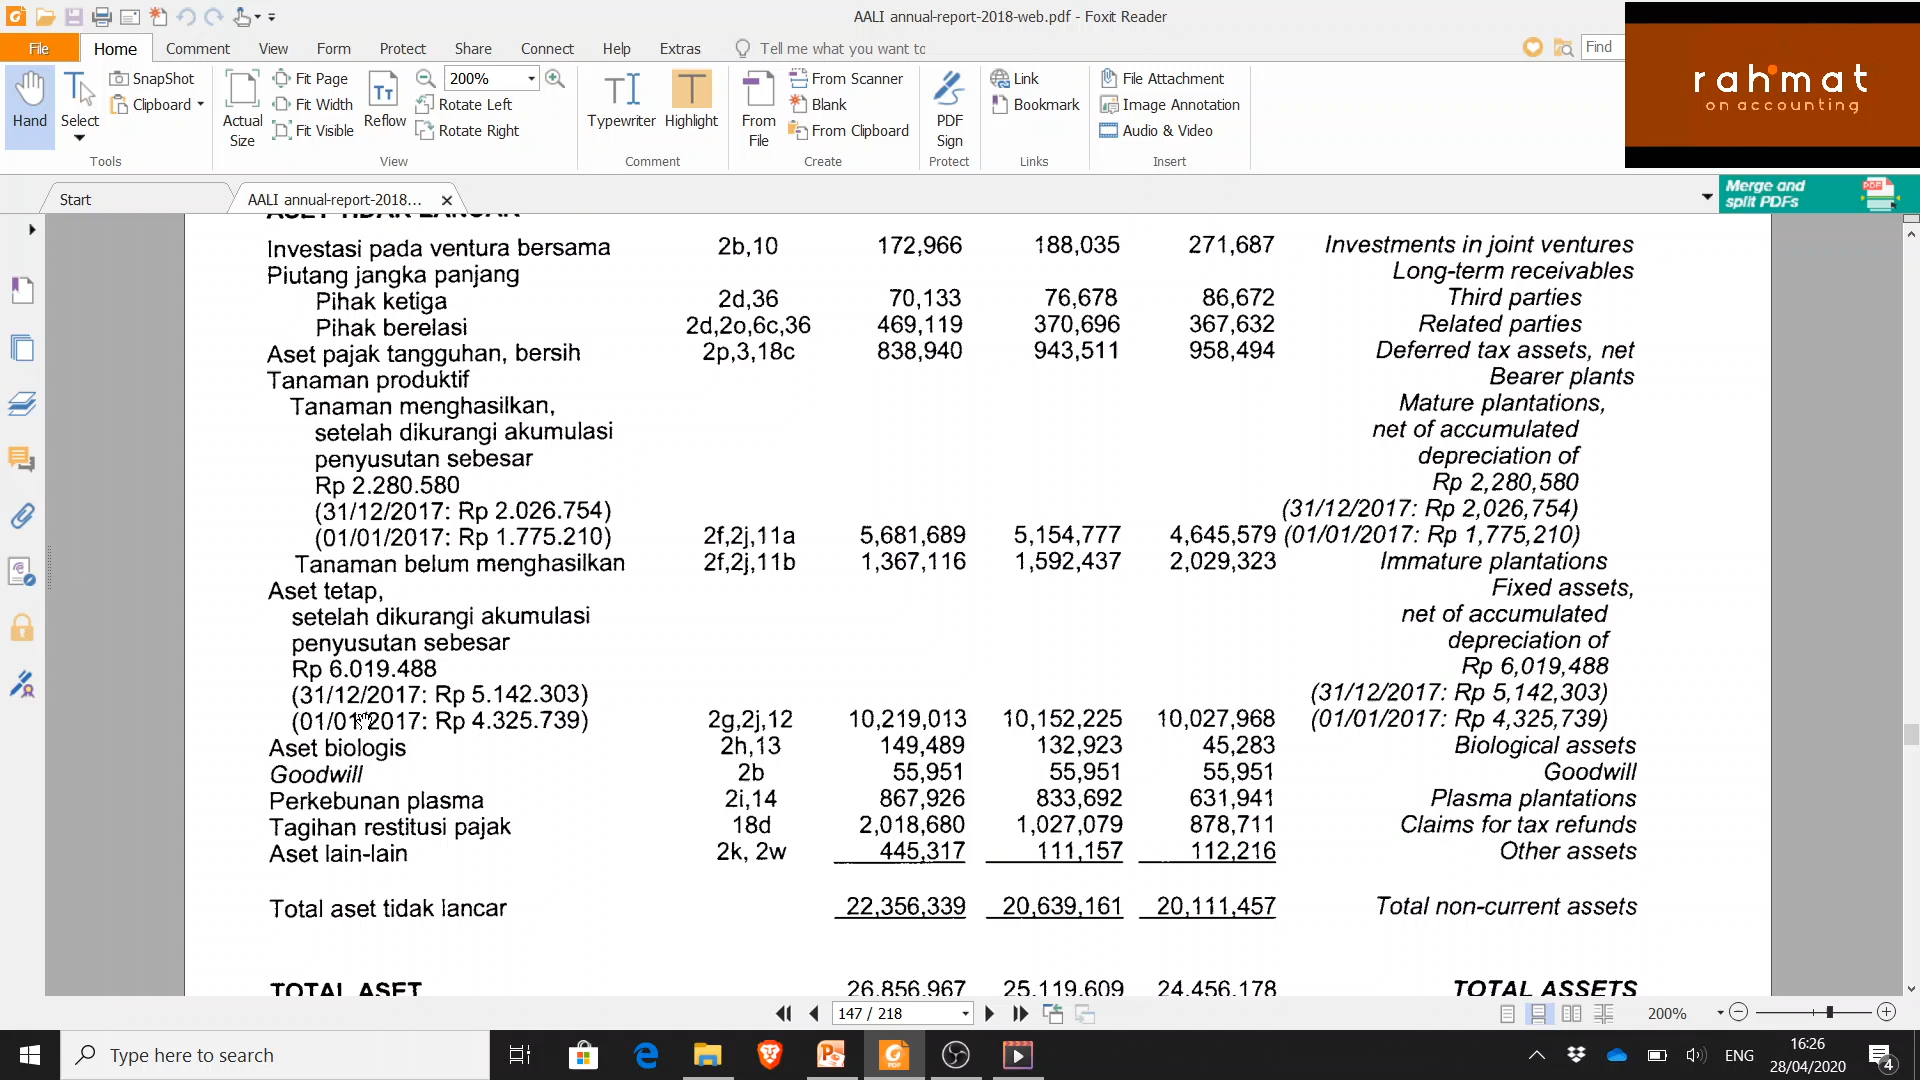 AALI annual-report-2018-web.pdf - Foxit Reader
File Home Comment View Form Protect Share Connect Help Extras Tell me what you want to
Find
Hand
Select
SnapShot
Clipboard
Tools
Actual Size
Fit Page
Fit Width
Fit Visible
Reflow
200%
Rotate Left
Rotate Right
View
Typewriter
Highlight
Comment
From File
From Scanner
Blank
From Clipboard
Create
PDF Sign
Protect
Link
Bookmark
Links
File Attachment
Image Annotation
Audio & Video
Insert
rahmat
on accounting
Start
AALI annual-report-2018...
Merge and
split PDFs
PDF
ASET TIDAK LANCAR
Investasi pada ventura bersama 2b,10 172,966 188,035 271,687 Investments in joint ventures
Piutang jangka panjang Long-term receivables
Pihak ketiga 2d,36 70,133 76,678 86,672 Third parties
Pihak berelasi 2d,2o,6c,36 469,119 370,696 367,632 Related parties
Aset pajak tangguhan, bersih 2p,3,18c 838,940 943,511 958,494 Deferred tax assets, net
Tanaman produktif Bearer plants
Tanaman menghasilkan, Mature plantations,
setelah dikurangi akumulasi net of accumulated
penyusutan sebesar depreciation of
Rp 2.280.580 Rp 2,280,580
(31/12/2017: Rp 2.026.754) (31/12/2017: Rp 2,026,754)
(01/01/2017: Rp 1.775.210) 2f,2j,11a 5,681,689 5,154,777 4,645,579 (01/01/2017: Rp 1,775,210)
Tanaman belum menghasilkan 2f,2j,11b 1,367,116 1,592,437 2,029,323 Immature plantations
Aset tetap, Fixed assets,
setelah dikurangi akumulasi net of accumulated
penyusutan sebesar depreciation of
Rp 6.019.488 Rp 6,019,488
(31/12/2017: Rp 5.142.303) (31/12/2017: Rp 5,142,303)
(01/01/2017: Rp 4.325.739) 2g,2j,12 10,219,013 10,152,225 10,027,968 (01/01/2017: Rp 4,325,739)
Aset biologis 2h,13 149,489 132,923 45,283 Biological assets
Goodwill 2b 55,951 55,951 55,951 Goodwill
Perkebunan plasma 2i,14 867,926 833,692 631,941 Plasma plantations
Tagihan restitusi pajak 18d 2,018,680 1,027,079 878,711 Claims for tax refunds
Aset lain-lain 2k, 2w 445,317 111,157 112,216 Other assets
Total aset tidak lancar 22,356,339 20,639,161 20,111,457 Total non-current assets
TOTAL ASET 26,856,967 25,119,609 24,456,178 TOTAL ASSETS
147 / 218
200%
Type here to search
ENG
16:26
28/04/2020
4